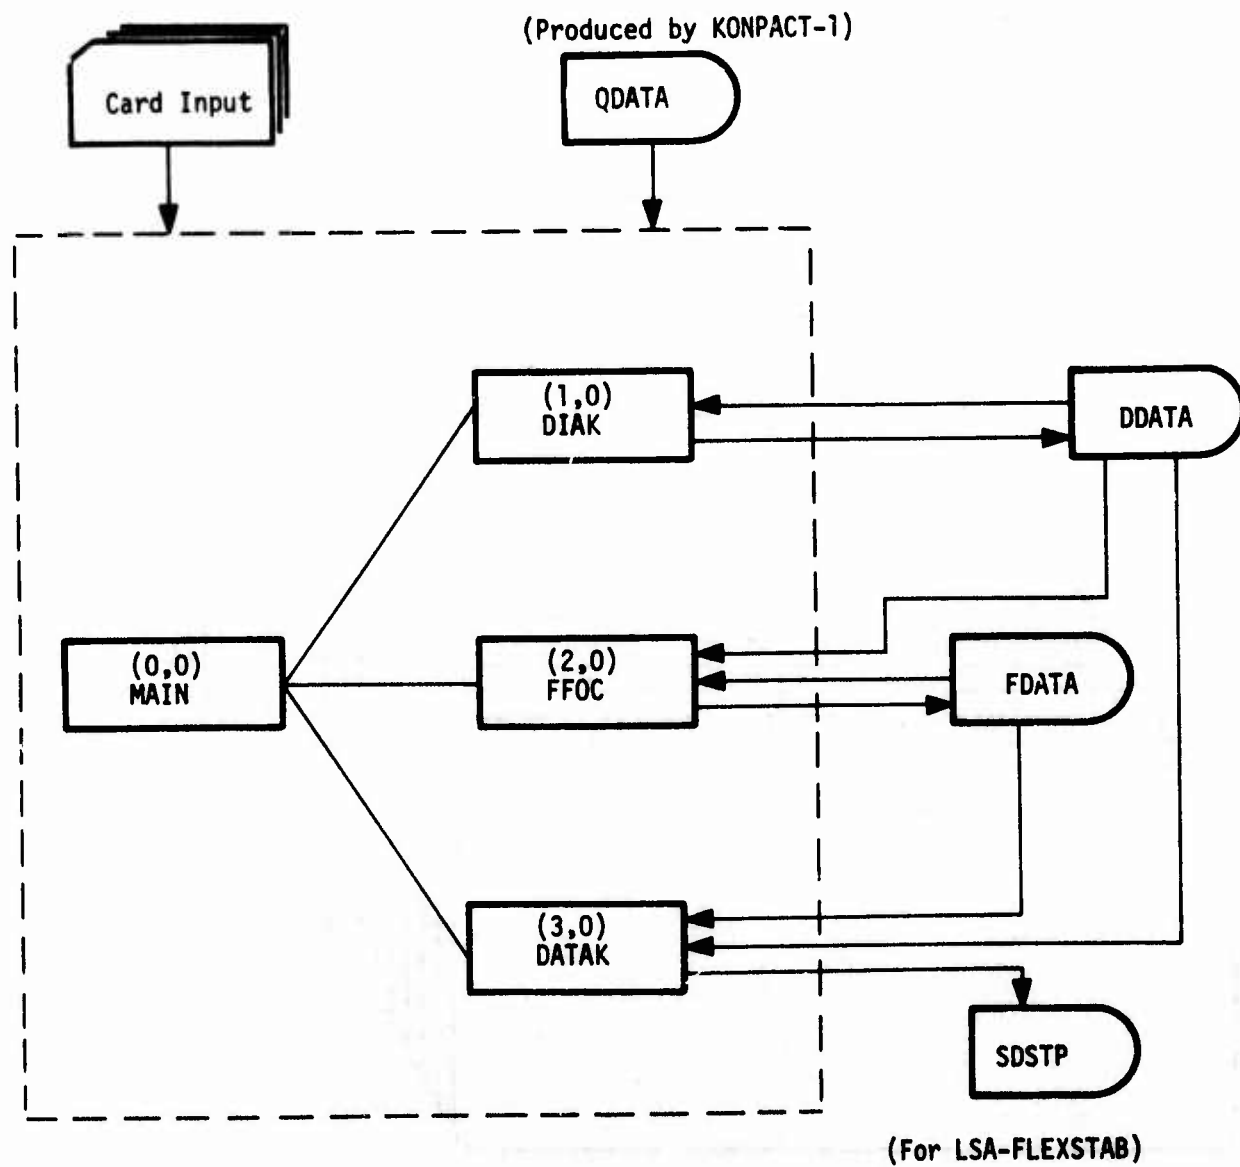 (Produced by KONPACT-1)
Card Input
QDATA
(1,0)
DIAK
DDATA
(0,0)
MAIN
(2,0)
FFOC
FDATA
(3,0)
DATAK
SDSTP
(For LSA-FLEXSTAB)